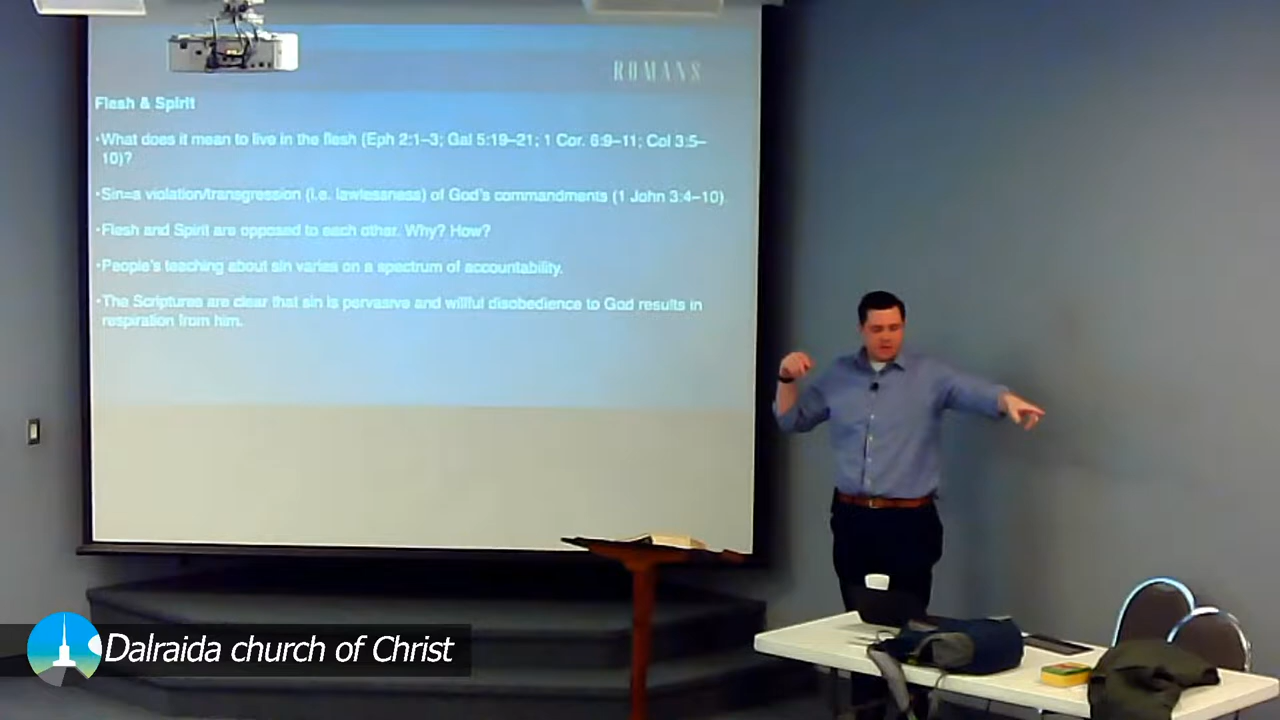 ROMANS
Flesh & Spirit
•What does it mean to live in the flesh (Eph 2:1–3; Gal 5:19–21; 1 Cor. 6:9–11; Col 3:5–
10)?
•Sin=a violation/transgression (i.e. lawlessness) of God's commandments (1 John 3:4–10)
•Flesh and Spirit are opposed to each other. Why? How?
•People's teaching about sin varies on a spectrum of accountability.
•The Scriptures are clear that sin is pervasive and willful disobedience to God results in
respiration from him.
Dalraida church of Christ